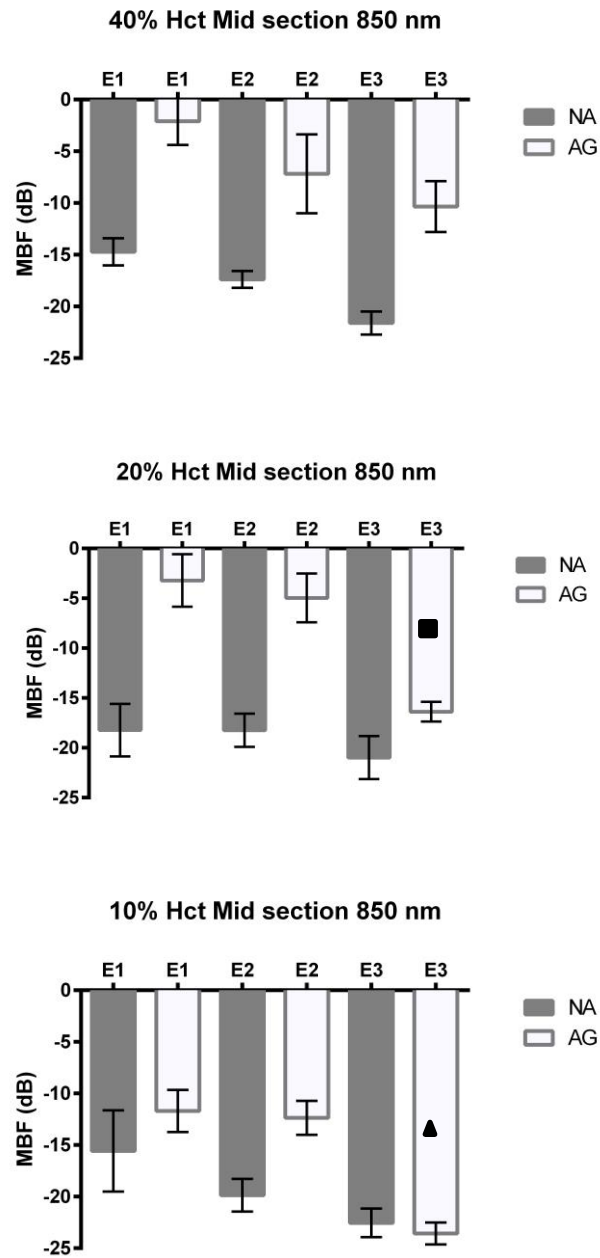 40% Hct Mid section 850 nm
E1 E1 E2 E2 E3 E3
0
-5
-10
-15
-20
-25
MBF (dB)
NA
AG
20% Hct Mid section 850 nm
E1 E1 E2 E2 E3 E3
0
-5
-10
-15
-20
-25
MBF (dB)
NA
AG
10% Hct Mid section 850 nm
E1 E1 E2 E2 E3 E3
0
-5
-10
-15
-20
-25
MBF (dB)
NA
AG